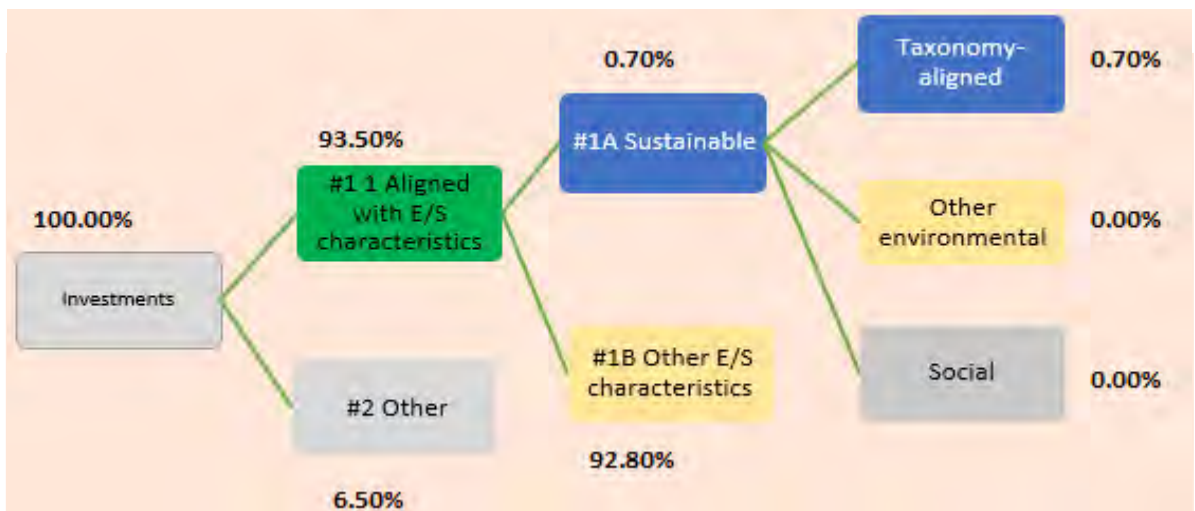 100.00%
Investments
93.50%
#1 1 Aligned
with E/S
characteristics
#2 Other
6.50%
0.70%
#1A Sustainable
#1B Other E/S
characteristics
92.80%
Taxonomy-
aligned
0.70%
Other
environmental
0.00%
Social
0.00%